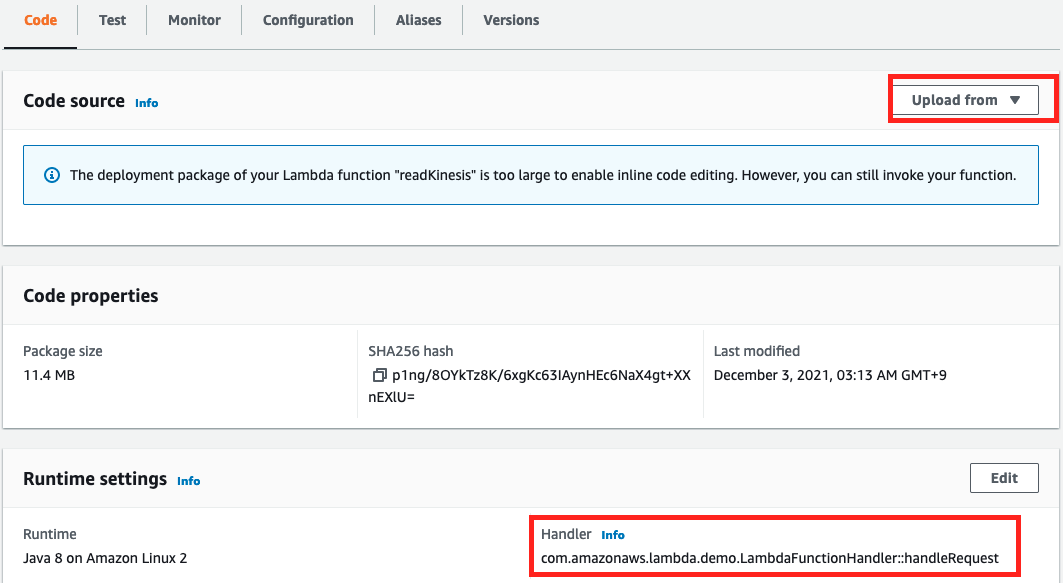 Code Test Monitor Configuration Aliases Versions
Code source Info Upload from ▼
The deployment package of your Lambda function "readKinesis" is too large to enable inline code editing. However, you can still invoke your function.
Code properties
Package size
11.4 MB
SHA256 hash
p1ng/8OYkTz8K/6xgKc63IAynHEc6NaX4gt+XX
nEXlU=
Last modified
December 3, 2021, 03:13 AM GMT+9
Runtime settings Info Edit
Runtime
Java 8 on Amazon Linux 2
Handler Info
com.amazonaws.lambda.demo.LambdaFunctionHandler::handleRequest